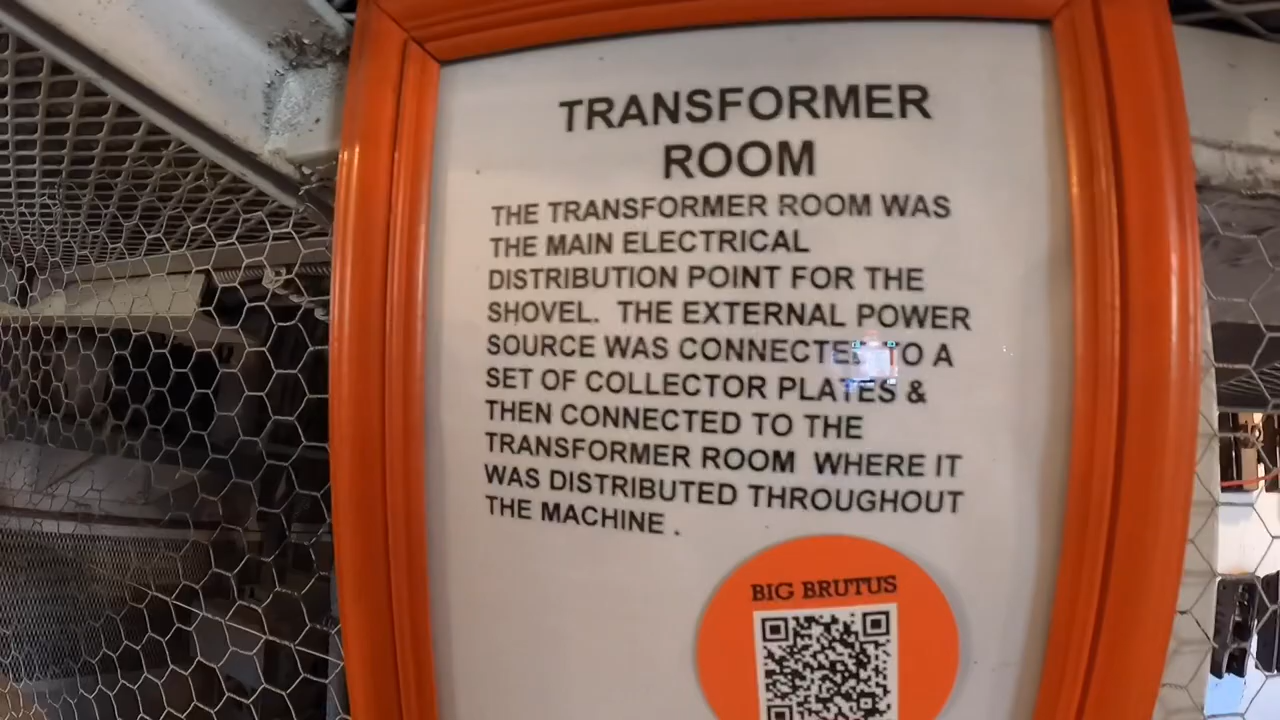 TRANSFORMER
ROOM
THE TRANSFORMER ROOM WAS
THE MAIN ELECTRICAL
DISTRIBUTION POINT FOR THE
SHOVEL. THE EXTERNAL POWER
SOURCE WAS CONNECTED TO A
SET OF COLLECTOR PLATES &
THEN CONNECTED TO THE
TRANSFORMER ROOM WHERE IT
WAS DISTRIBUTED THROUGHOUT
THE MACHINE .
BIG BRUTUS